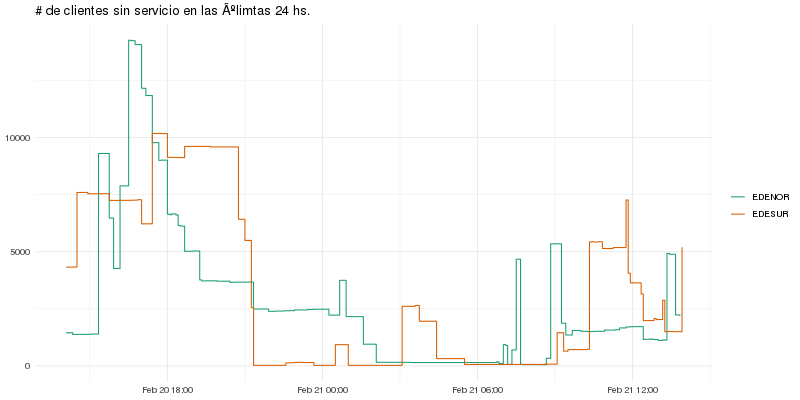 # de clientes sin servicio en las Ãºlimtas 24 hs.
10000
5000
0
EDENOR
EDESUR
Feb 20 18:00
Feb 21 00:00
Feb 21 06:00
Feb 21 12:00